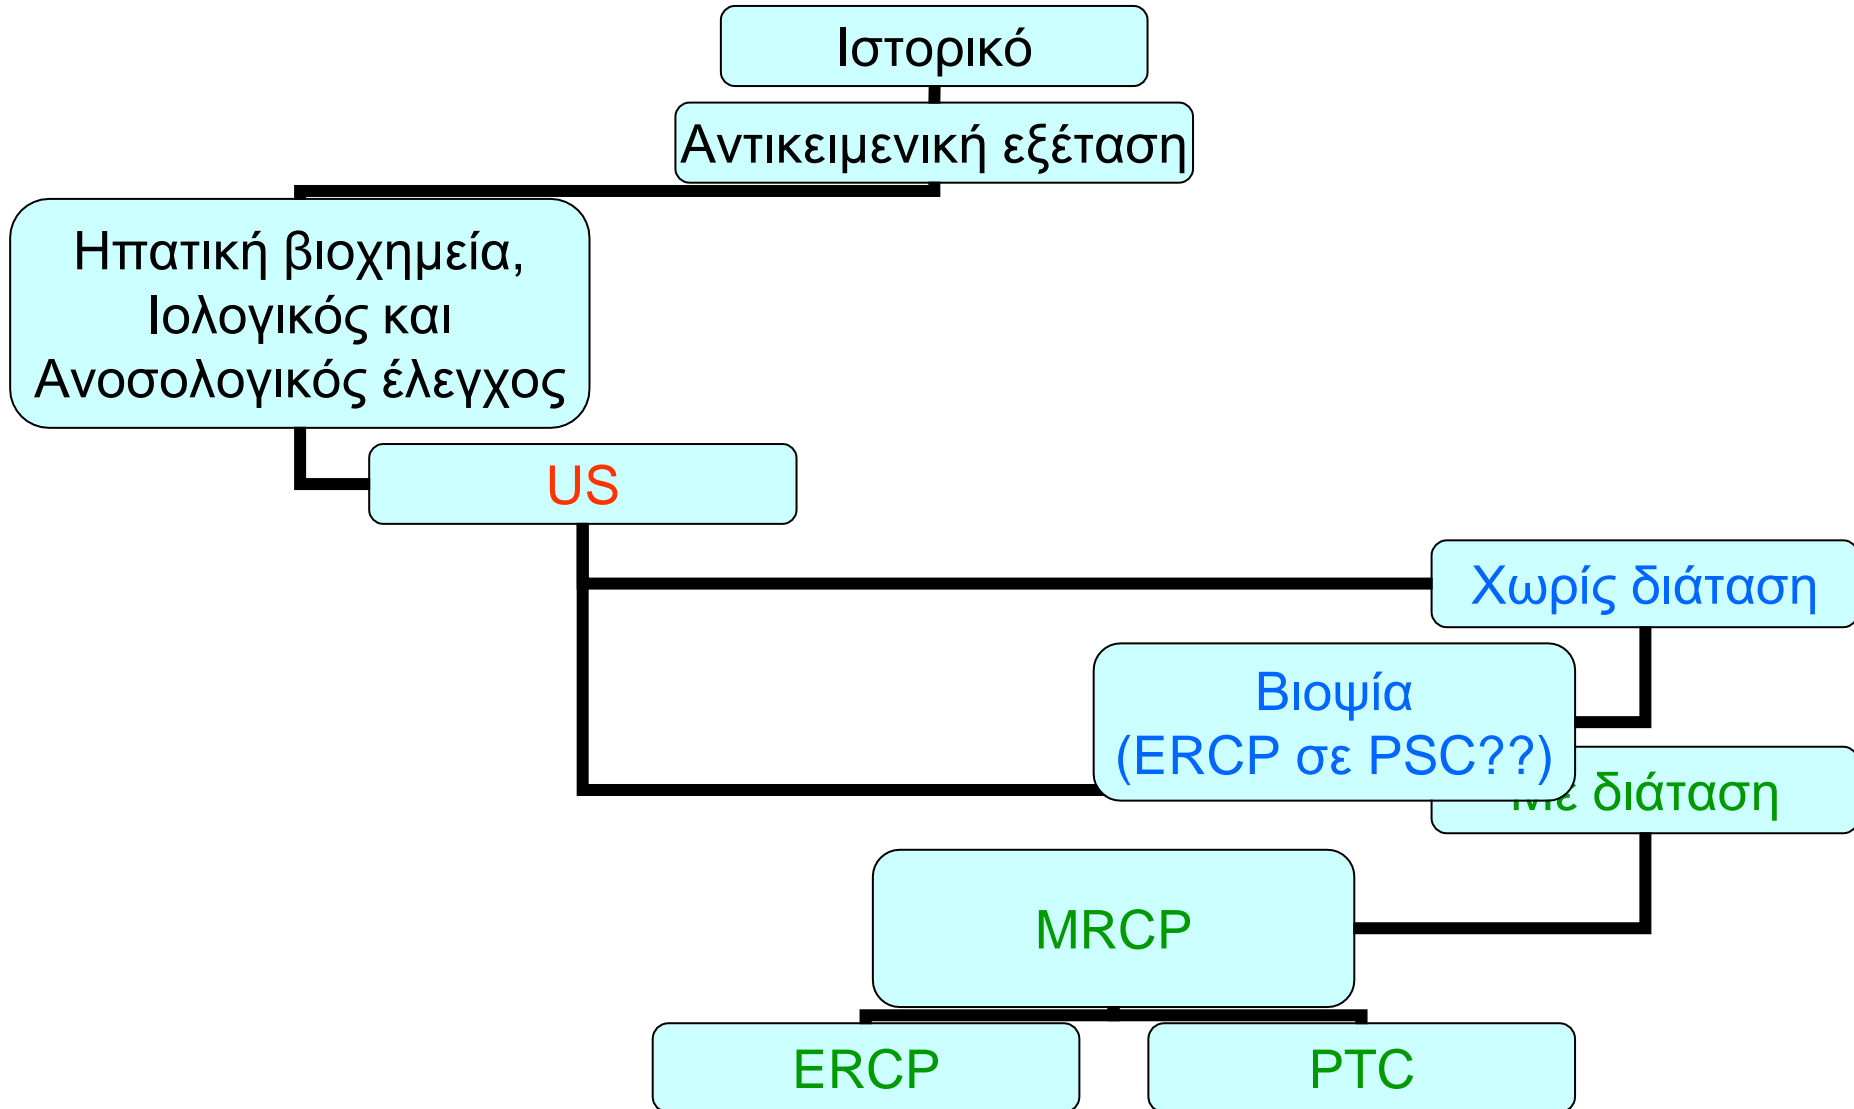 Ιστορικό
Αντικειμενική εξέταση
Ηπατική βιοχημεία,
Ιολογικός και
Ανοσολογικός έλεγχος
US
Χωρίς διάταση
Βιοψία
(ERCP σε PSC??)
Με διάταση
MRCP
ERCP
PTC